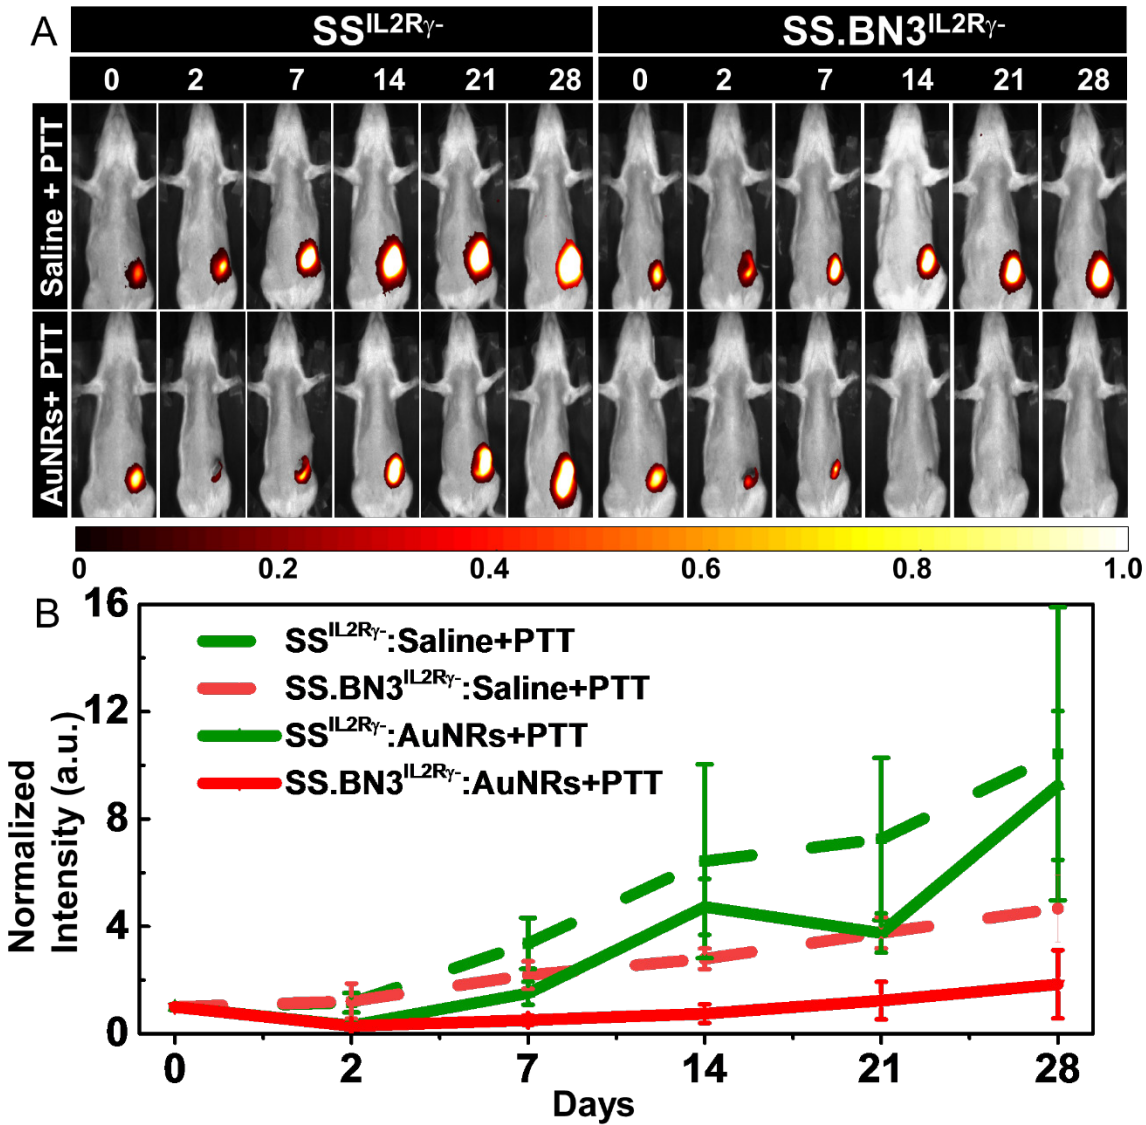 A
SS^IL2Rγ-
SS.BN3^IL2Rγ-
0 2 7 14 21 28 0 2 7 14 21 28
Saline + PTT
AuNRs+ PTT
0 0.2 0.4 0.6 0.8 1.0
B
SS^IL2Rγ-:Saline+PTT
SS.BN3^IL2Rγ-:Saline+PTT
SS^IL2Rγ-:AuNRs+PTT
SS.BN3^IL2Rγ-:AuNRs+PTT
Normalized
Intensity (a.u.)
16
12
8
4
0
0 2 7 14 21 28
Days